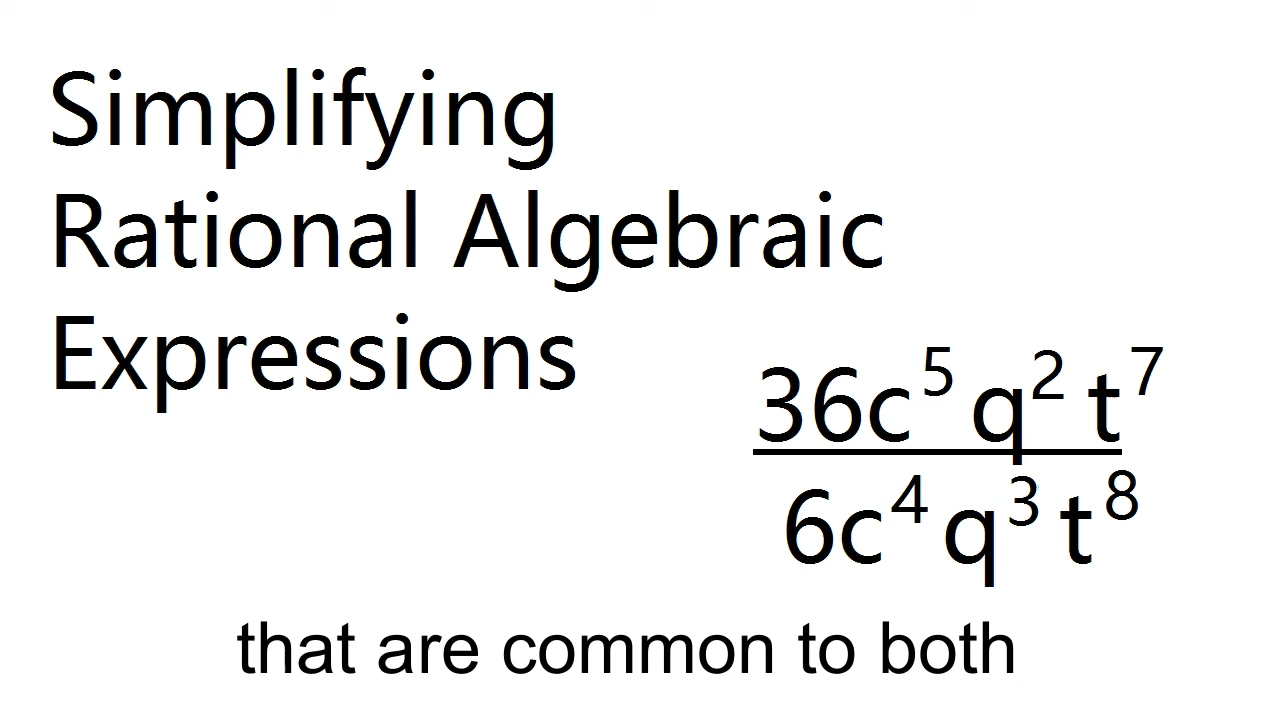 Simplifying
Rational Algebraic
Expressions
36c⁵q²t⁷
6c⁴q³t⁸
that are common to both